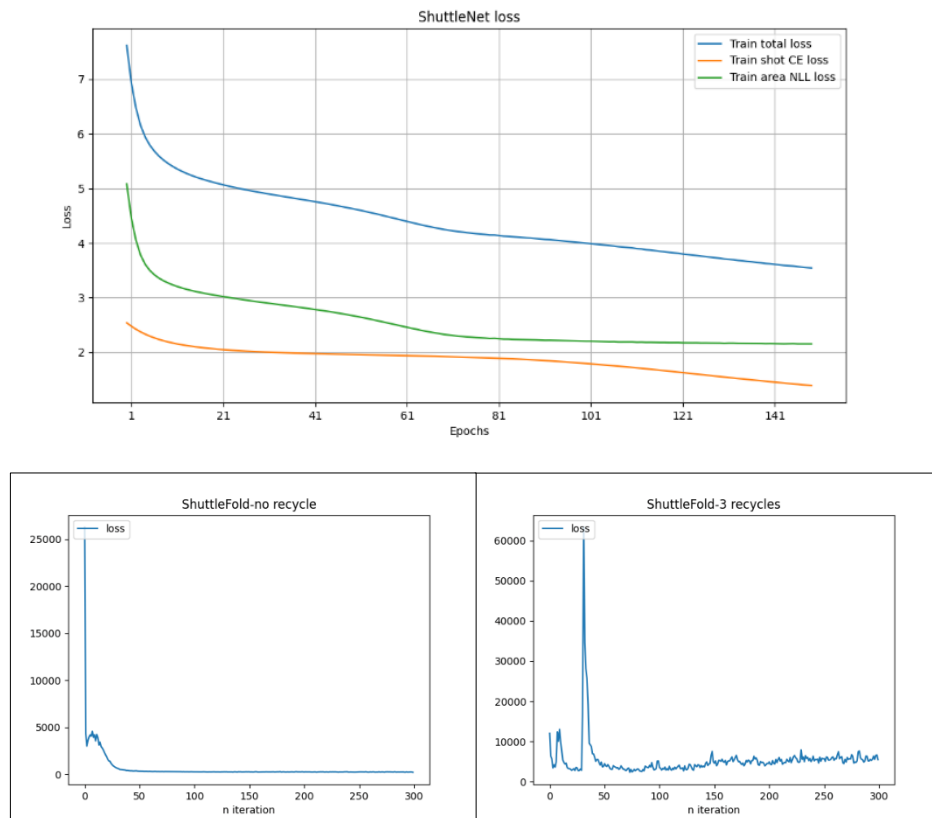 ShuttleNet loss
Train total loss
Train shot CE loss
Train area NLL loss
7
6
5
4
3
2
Loss
1 21 41 61 81 101 121 141
Epochs
ShuttleFold-no recycle
loss
25000
20000
15000
10000
5000
0
0 50 100 150 200 250 300
n iteration
ShuttleFold-3 recycles
loss
60000
50000
40000
30000
20000
10000
0
0 50 100 150 200 250 300
n iteration